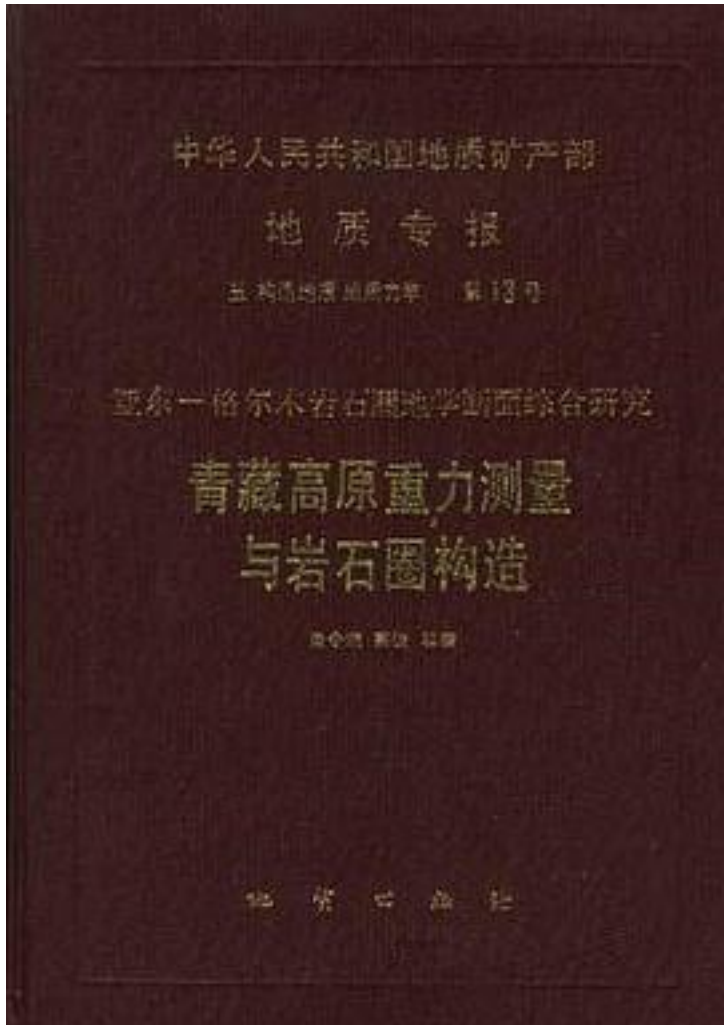 中华人民共和国地质矿产部
地质专报
五 构造地质 地质力学 第13号
亚东—格尔木岩石圈地学断面综合研究
青藏高原重力测量
与岩石圈构造
等著
地质出版社